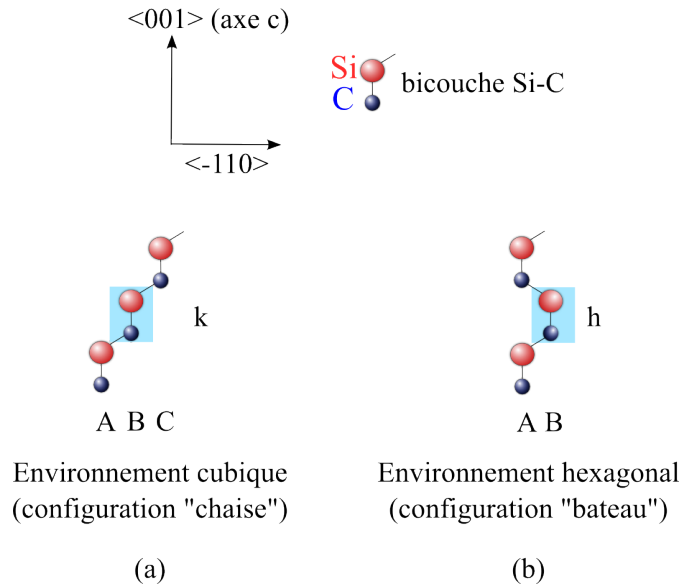 <001> (axe c)
Si
C
bicouche Si-C
<-110>
k
h
A B C
A B
Environnement cubique
(configuration "chaise")
Environnement hexagonal
(configuration "bateau")
(a)
(b)